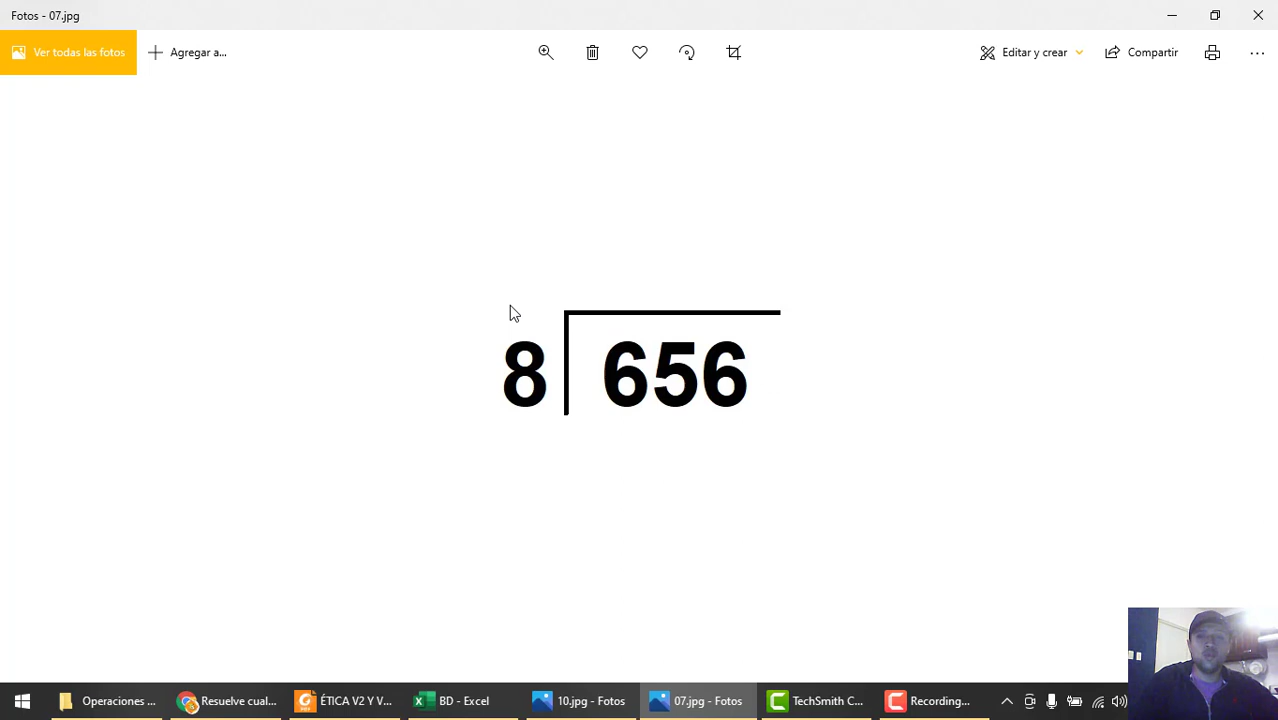 Fotos - 07.jpg
Ver todas las fotos
Agregar a...
Editar y crear
Compartir
8 656
Operaciones ...
Resuelve cual...
ÉTICA V2 Y V...
BD - Excel
10.jpg - Fotos
07.jpg - Fotos
TechSmith C...
Recording...